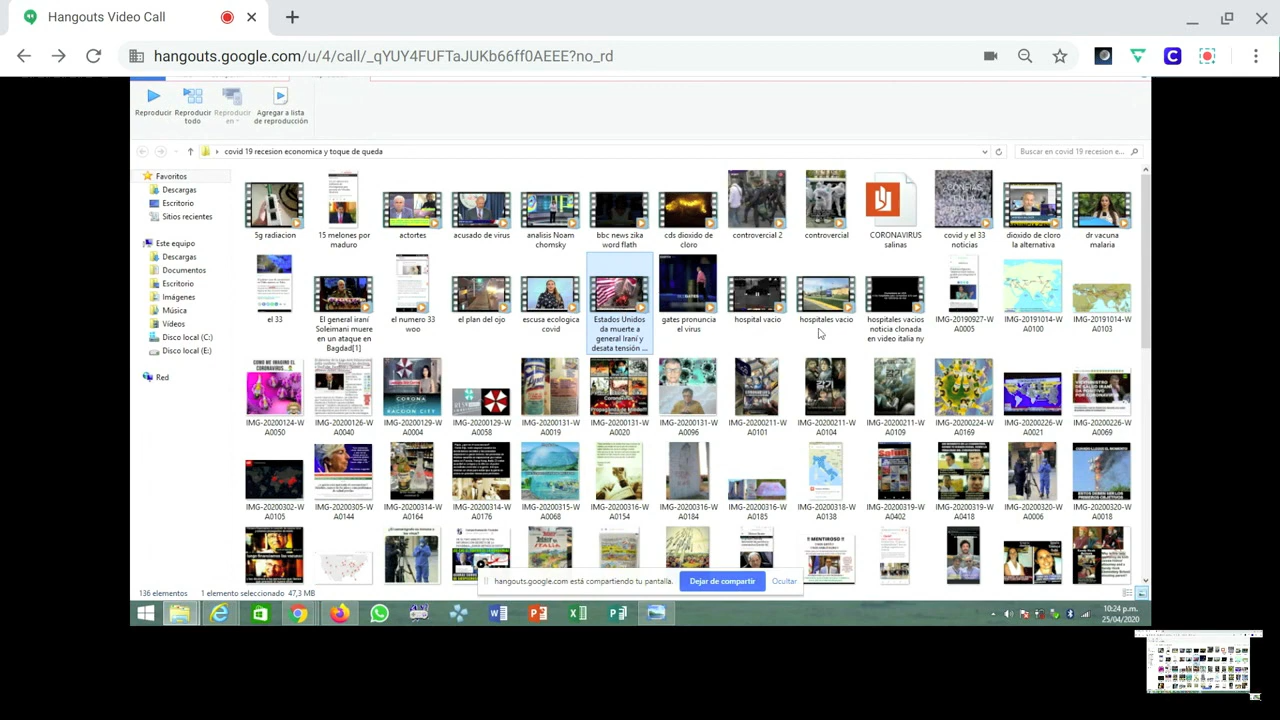 Hangouts Video Call
hangouts.google.com/u/4/call/_qYUY4FUFTaJUKb66ff0AEEE?no_rd
Reproducir
Reproducir todo
Reproducir en
Agregar a lista de reproducción
covid 19 recesion economica y toque de queda
Buscar en covid 19 recesion e...
Favoritos
Descargas
Escritorio
Sitios recientes
Este equipo
Descargas
Documentos
Escritorio
Imágenes
Música
Vídeos
Disco local (C:)
Disco local (E:)
Red
5g radiacion
15 melones por maduro
actortes
acusado de virus
analisis Noam chomsky
bbc news zika word flath
cds dioxido de cloro
controversial 2
controversial
CORONAVIRUS salinas
covid y el 33 noticias
dioxido de cloro la alternativa
dr vacuna malaria
el 33
El general iraní Soleimani muere en un ataque en Bagdad[1]
el numero 33 woo
el plan del ojo
escusa ecologica covid
Estados Unidos da muerte a general Iraní y desata tensión ...
gates pronuncia el virus
hospital vacio
hospitales vacio
hospitales vacios noticia clonada en video italia ny
IMG-20190927-WA0005
IMG-20191014-WA0100
IMG-20191014-WA0103
IMG-20200124-WA0050
IMG-20200126-WA0040
IMG-20200129-WA0004
IMG-20200129-WA0058
IMG-20200131-WA0019
IMG-20200131-WA0020
IMG-20200131-WA0096
IMG-20200211-WA0101
IMG-20200211-WA0104
IMG-20200211-WA0109
IMG-20200224-WA0169
IMG-20200226-WA0021
IMG-20200226-WA0069
IMG-20200302-WA0105
IMG-20200305-WA0144
IMG-20200314-WA0164
IMG-20200314-WA0176
IMG-20200315-WA0068
IMG-20200316-WA0154
IMG-20200316-WA0184
IMG-20200316-WA0185
IMG-20200318-WA0138
IMG-20200319-WA0402
IMG-20200319-WA0418
IMG-20200320-WA0006
IMG-20200320-WA0018
CORONA
RACOON CITY
Salud
ITALIA
!! MENTIROSO !!
hangouts.google.com está compartiendo tu pantalla.
Dejar de compartir
Ocultar
136 elementos
1 elemento seleccionado 47,3 MB
10:24 p.m.
25/04/2020